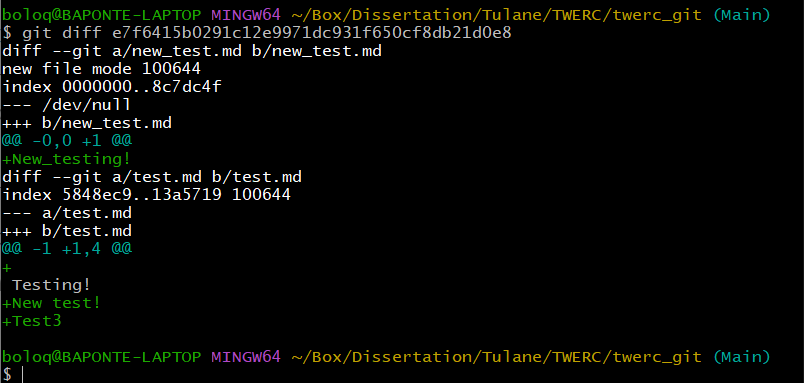 boloq@BAPONTE-LAPTOP MINGW64 ~/Box/Dissertation/Tulane/TWERC/twerc_git (Main)
$ git diff e7f6415b0291c12e9971dc931f650cf8db21d0e8
diff --git a/new_test.md b/new_test.md
new file mode 100644
index 0000000..8c7dc4f
--- /dev/null
+++ b/new_test.md
@@ -0,0 +1 @@
+New_testing!
diff --git a/test.md b/test.md
index 5848ec9..13a5719 100644
--- a/test.md
+++ b/test.md
@@ -1 +1,4 @@
+
 Testing!
+New test!
+Test3
boloq@BAPONTE-LAPTOP MINGW64 ~/Box/Dissertation/Tulane/TWERC/twerc_git (Main)
$